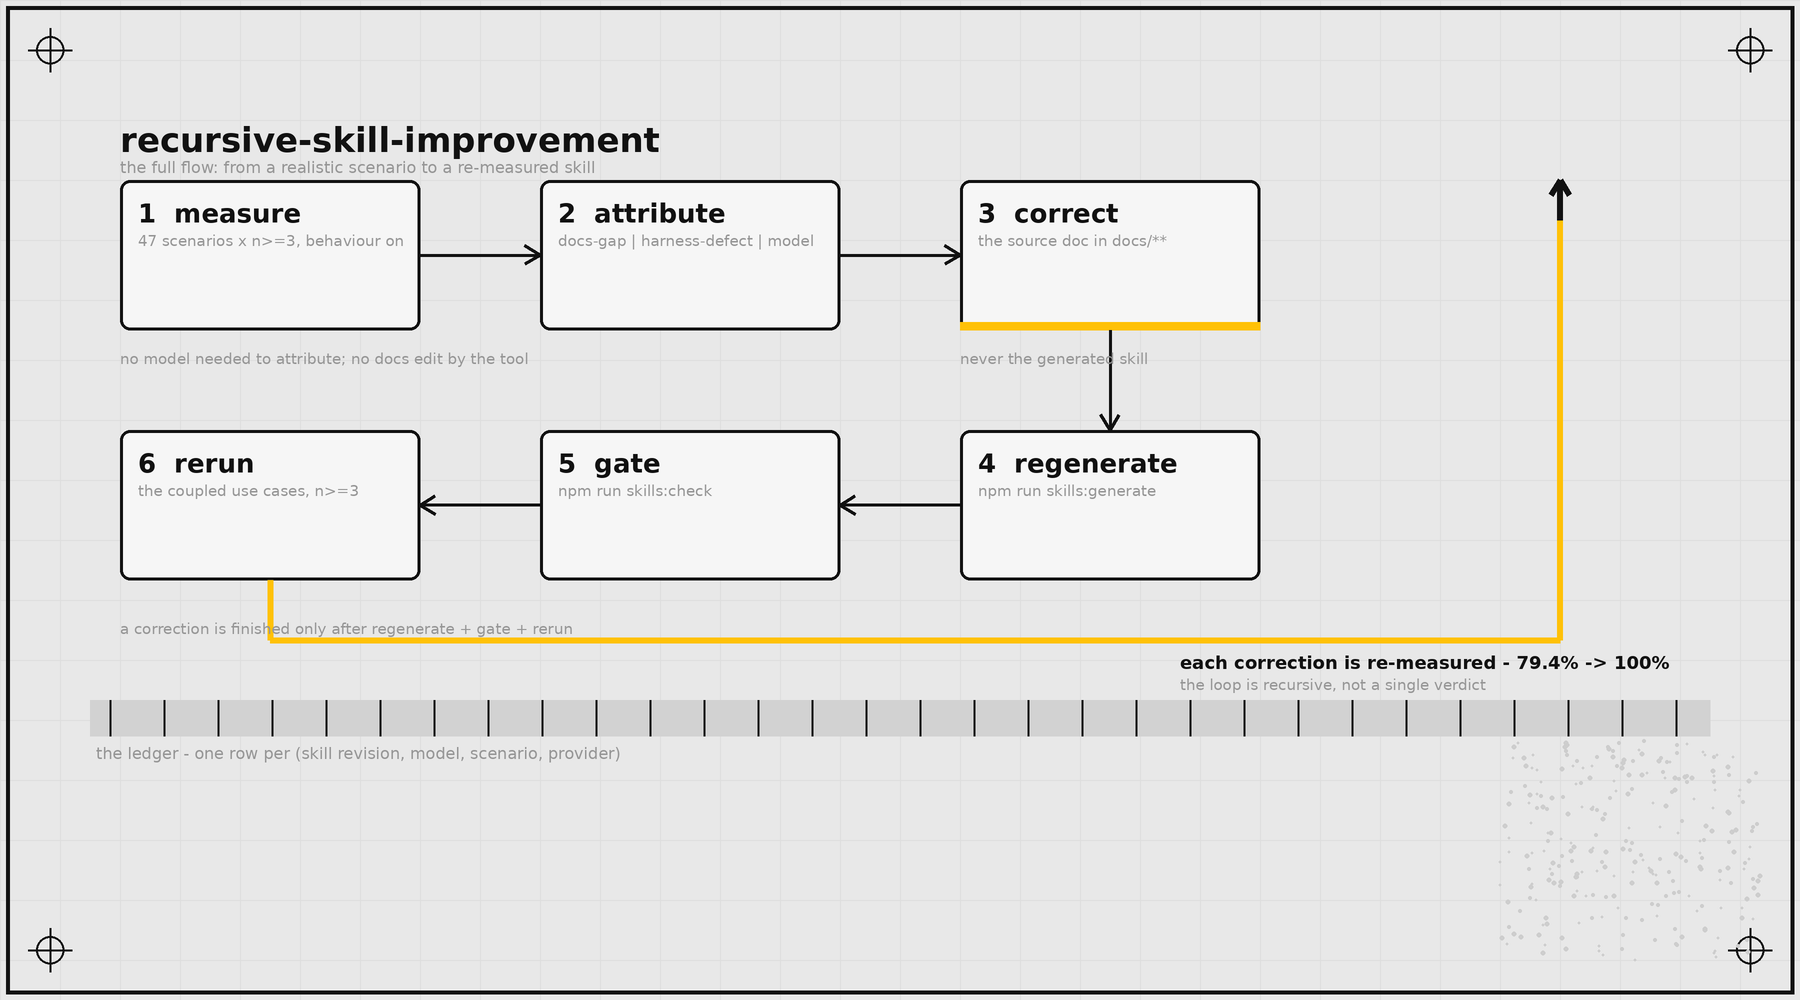 recursive-skill-improvement
the full flow: from a realistic scenario to a re-measured skill
1 measure
47 scenarios x n>=3, behaviour on
2 attribute
docs-gap | harness-defect | model
3 correct
the source doc in docs/**
no model needed to attribute; no docs edit by the tool
never the generated skill
6 rerun
the coupled use cases, n>=3
5 gate
npm run skills:check
4 regenerate
npm run skills:generate
a correction is finished only after regenerate + gate + rerun
each correction is re-measured - 79.4% -> 100%
the loop is recursive, not a single verdict
the ledger - one row per (skill revision, model, scenario, provider)